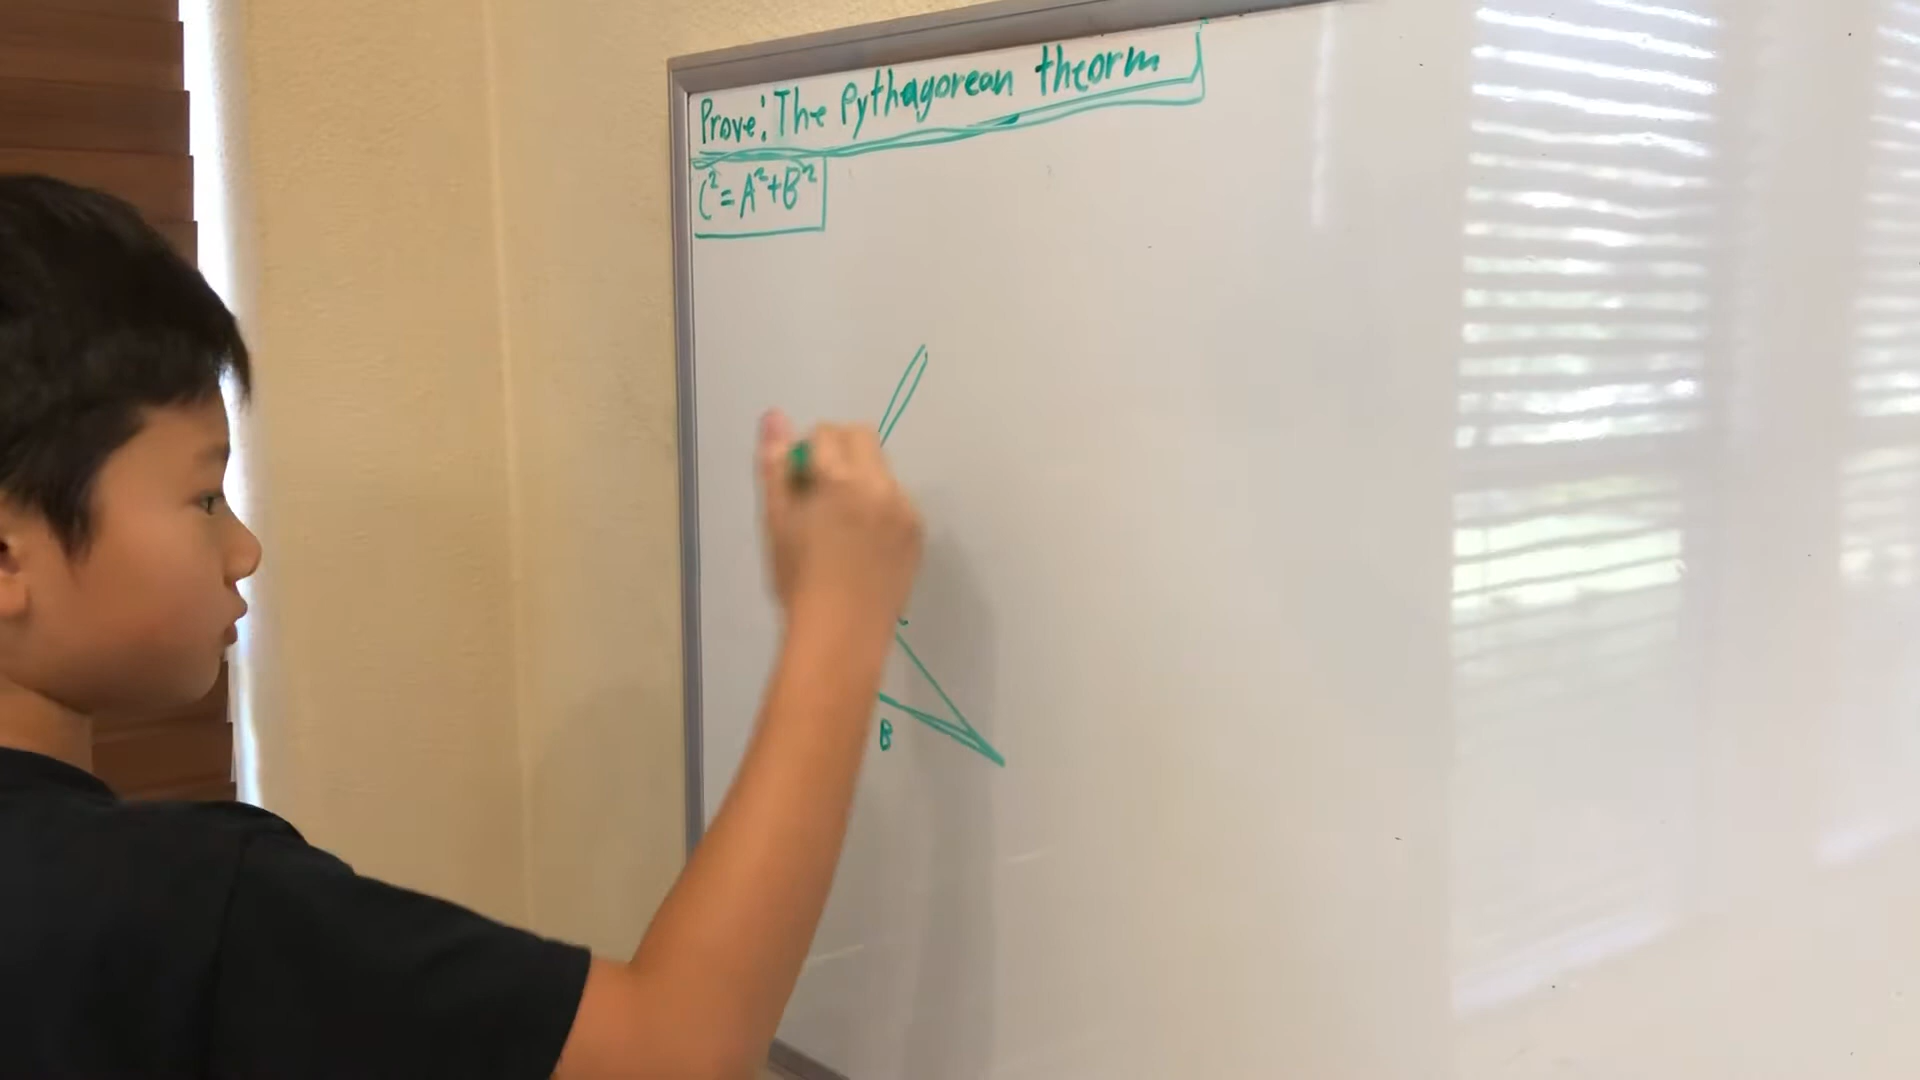 Prove: The Pythagorean theorm
C²=A²+B²
B